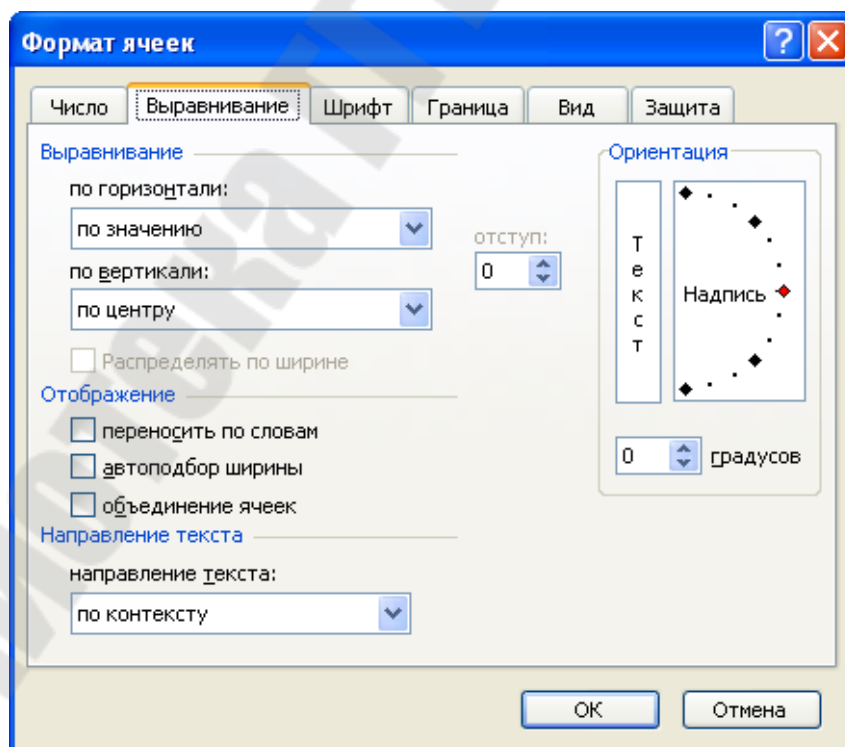 Формат ячеек
Число Выравнивание Шрифт Граница Вид Защита
Выравнивание
по горизонтали:
по значению
отступ:
0
по вертикали:
по центру
Распределять по ширине
Отображение
переносить по словам
автоподбор ширины
объединение ячеек
Направление текста
направление текста:
по контексту
Ориентация
Текст
Надпись
0 градусов
ОК Отмена